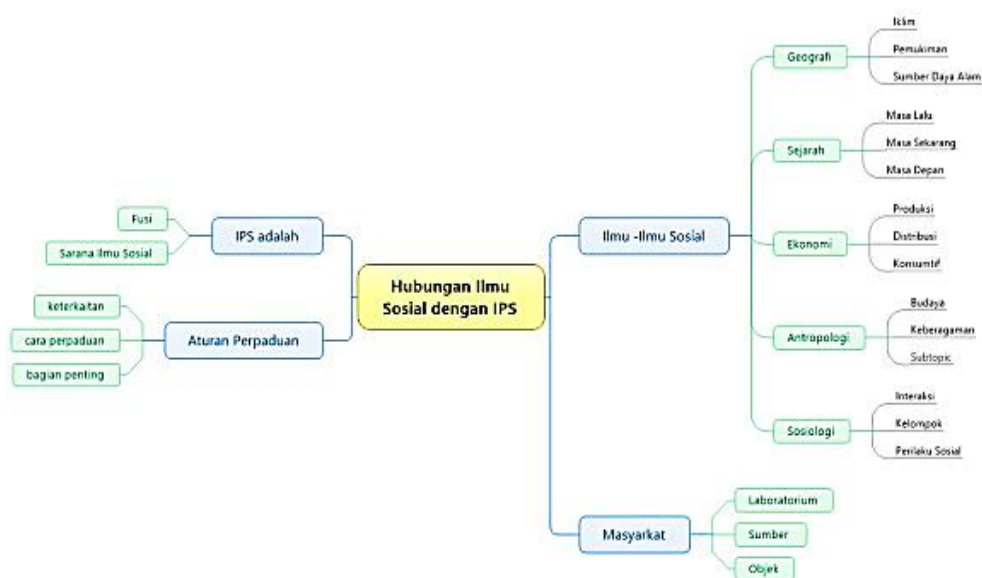 Hubungan Ilmu
Sosial dengan IPS
IPS adalah
Fusi
Sarana Ilmu Sosial
Aturan Perpaduan
keterkaitan
cara perpaduan
bagian penting
Ilmu -Ilmu Sosial
Geografi
Iklim
Pemukiman
Sumber Daya Alam
Sejarah
Masa Lalu
Masa Sekarang
Masa Depan
Ekonomi
Produksi
Distribusi
Konsumtif
Antropologi
Budaya
Keberagaman
Subtopic
Sosiologi
Interaksi
Kelompok
Perilaku Sosial
Masyarkat
Laboratorium
Sumber
Objek